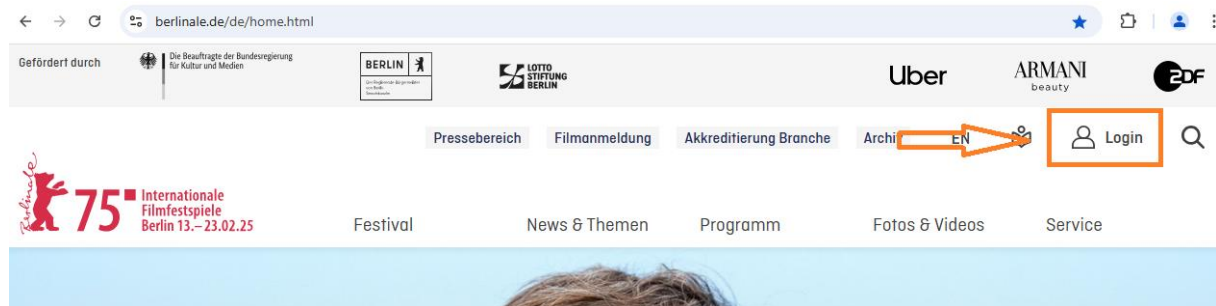 berlinale.de/de/home.html
Gefördert durch
Die Beauftragte der Bundesregierung
für Kultur und Medien
BERLIN
LOTTO
STIFTUNG
BERLIN
Uber
ARMANI
beauty
ZDF
Pressebereich Filmanmeldung Akkreditierung Branche Archi EN Login
Berlinale
75
Internationale
Filmfestspiele
Berlin 13.–23.02.25
Festival News & Themen Programm Fotos & Videos Service